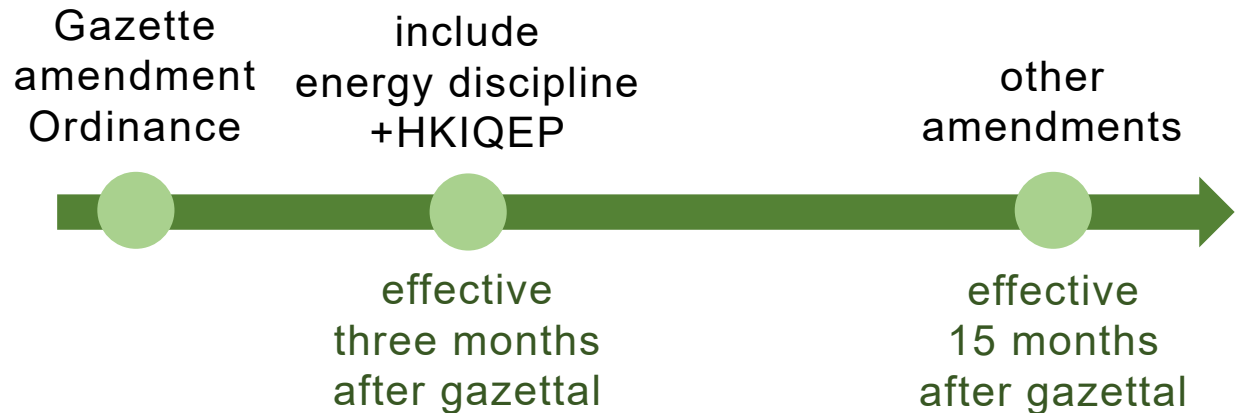 Gazette
amendment
Ordinance
include
energy discipline
+HKIQEP
other
amendments
effective
three months
after gazettal
effective
15 months
after gazettal